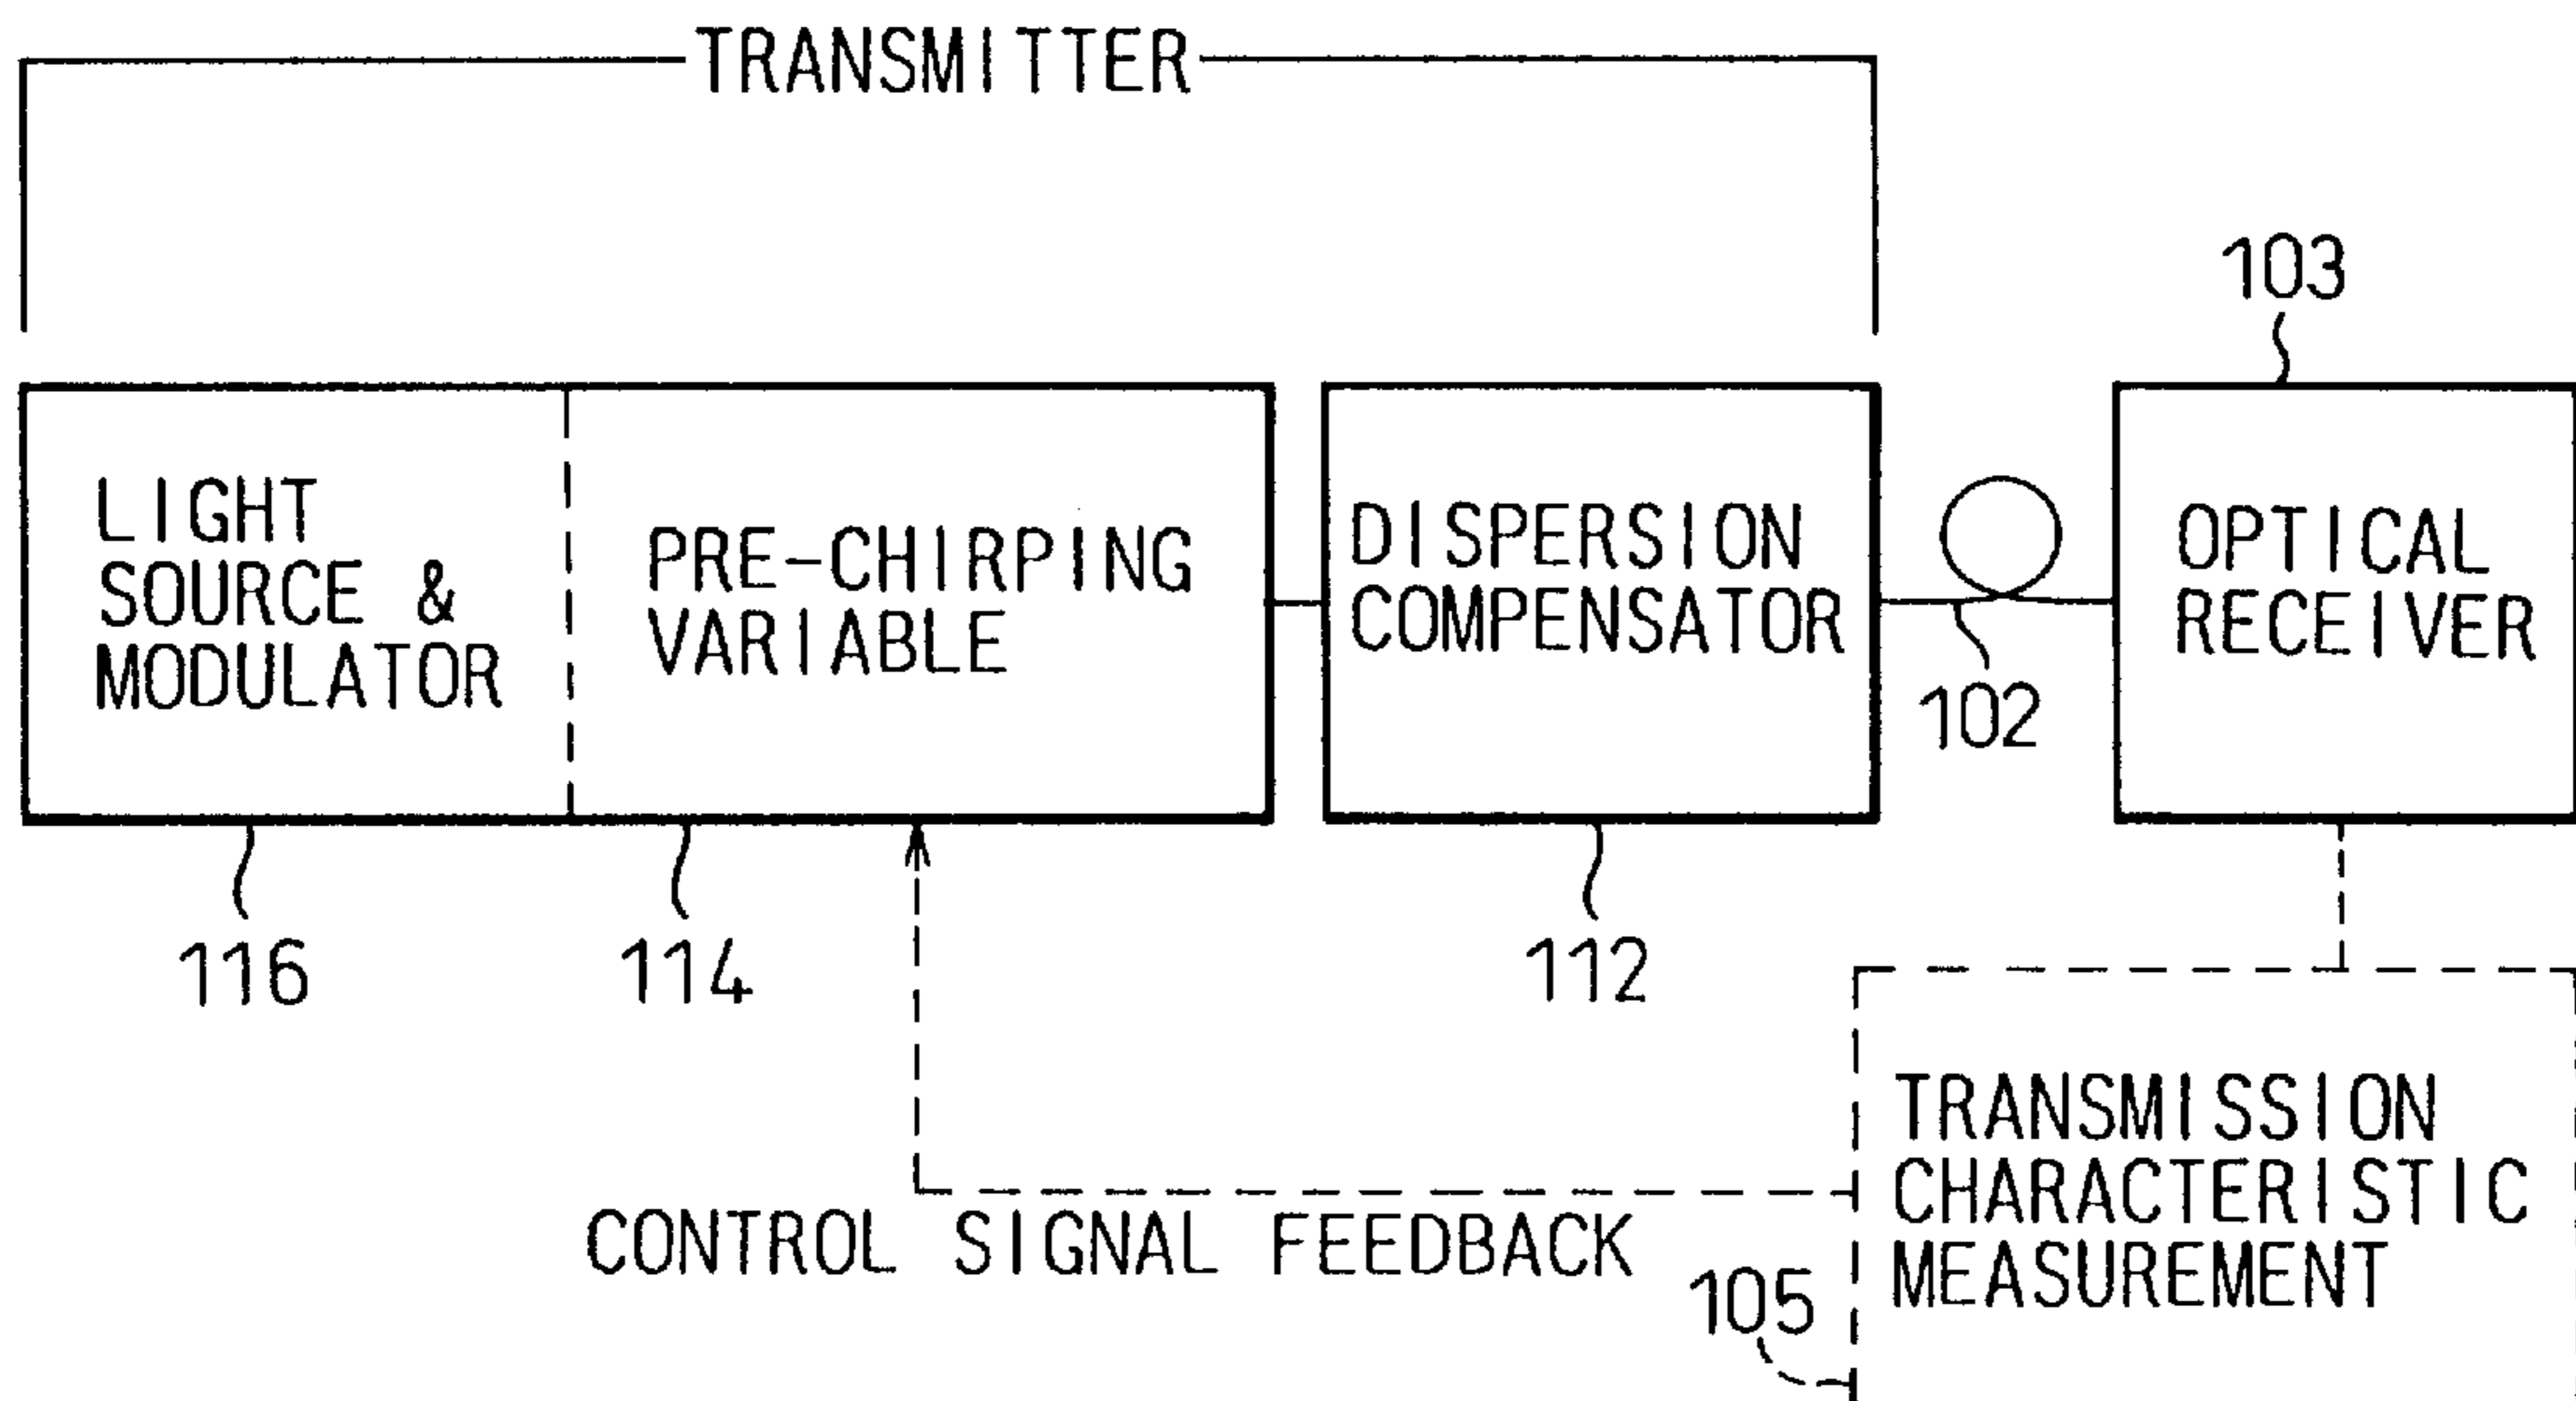 TRANSMITTER
103
LIGHT
SOURCE &
MODULATOR
PRE-CHIRPING
VARIABLE
DISPERSION
COMPENSATOR
OPTICAL
RECEIVER
102
116
114
112
TRANSMISSION
CHARACTERISTIC
MEASUREMENT
CONTROL SIGNAL FEEDBACK
105